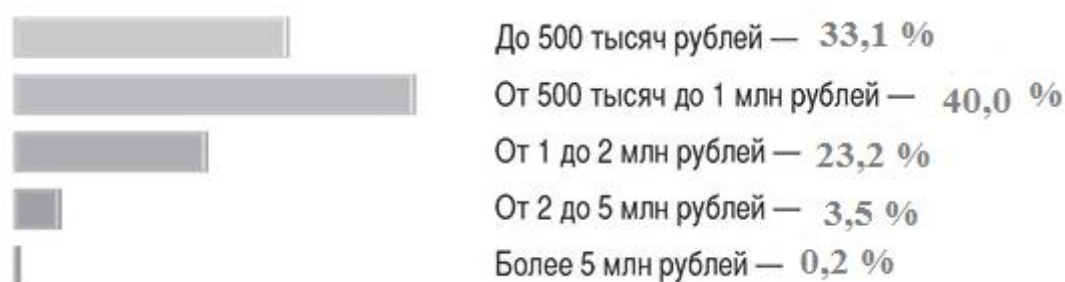 До 500 тысяч рублей — 33,1 %
От 500 тысяч до 1 млн рублей — 40,0 %
От 1 до 2 млн рублей — 23,2 %
От 2 до 5 млн рублей — 3,5 %
Более 5 млн рублей — 0,2 %